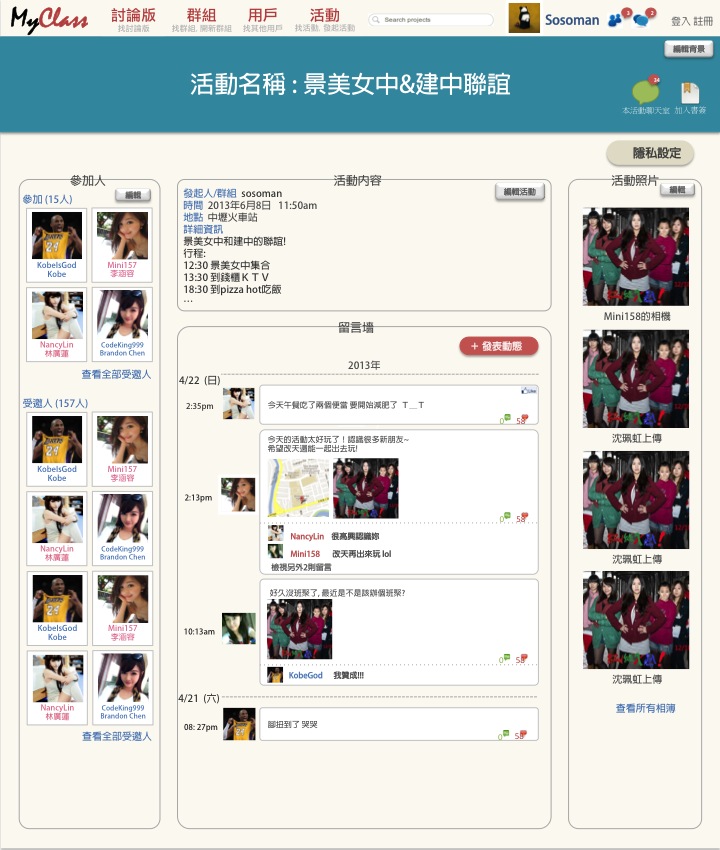 MyClass
討論版
找討論版
群組
找群組, 開新群組
用戶
找其他用戶
活動
找活動, 發起活動
Search projects
Sosoman
3
2
登入 註冊
編輯背景
活動名稱 : 景美女中&建中聯誼
24
本活動聊天室
加入書簽
隱私設定
參加人
編輯
參加 (15人)
KobeIsGod
Kobe
Mini157
李涵容
NancyLin
林廣蓮
CodeKing999
Brandon Chen
查看全部受邀人
受邀人 (157人)
KobeIsGod
Kobe
Mini157
李涵容
NancyLin
林廣蓮
CodeKing999
Brandon Chen
KobeIsGod
Kobe
Mini157
李涵容
NancyLin
林廣蓮
CodeKing999
Brandon Chen
查看全部受邀人
活動內容
編輯活動
發起人/群組 sosoman
時間 2013年6月8日 11:50am
地點 中壢火車站
詳細資訊
景美女中和建中的聯誼!
行程:
12:30 景美女中集合
13:30 到錢櫃ＫＴＶ
18:30 到pizza hot吃飯
…
留言墻
+ 發表動態
2013年
4/22 (日)
2:35pm
今天午餐吃了兩個便當 要開始減肥了 Ｔ＿Ｔ
Like
0 58
2:13pm
今天的活動太好玩了！認識很多新朋友~
希望改天還能一起出去玩!
0 58
NancyLin 很高興認識妳
Mini158 改天再出來玩 lol
檢視另外2則留言
10:13am
好久沒班聚了, 最近是不是該辦個班聚?
0 58
KobeGod 我贊成!!!
4/21 (六)
08: 27pm
腳扭到了 哭哭
0 58
活動照片
編輯
Mini158的相機
沈珮虹上傳
沈珮虹上傳
沈珮虹上傳
查看所有相簿